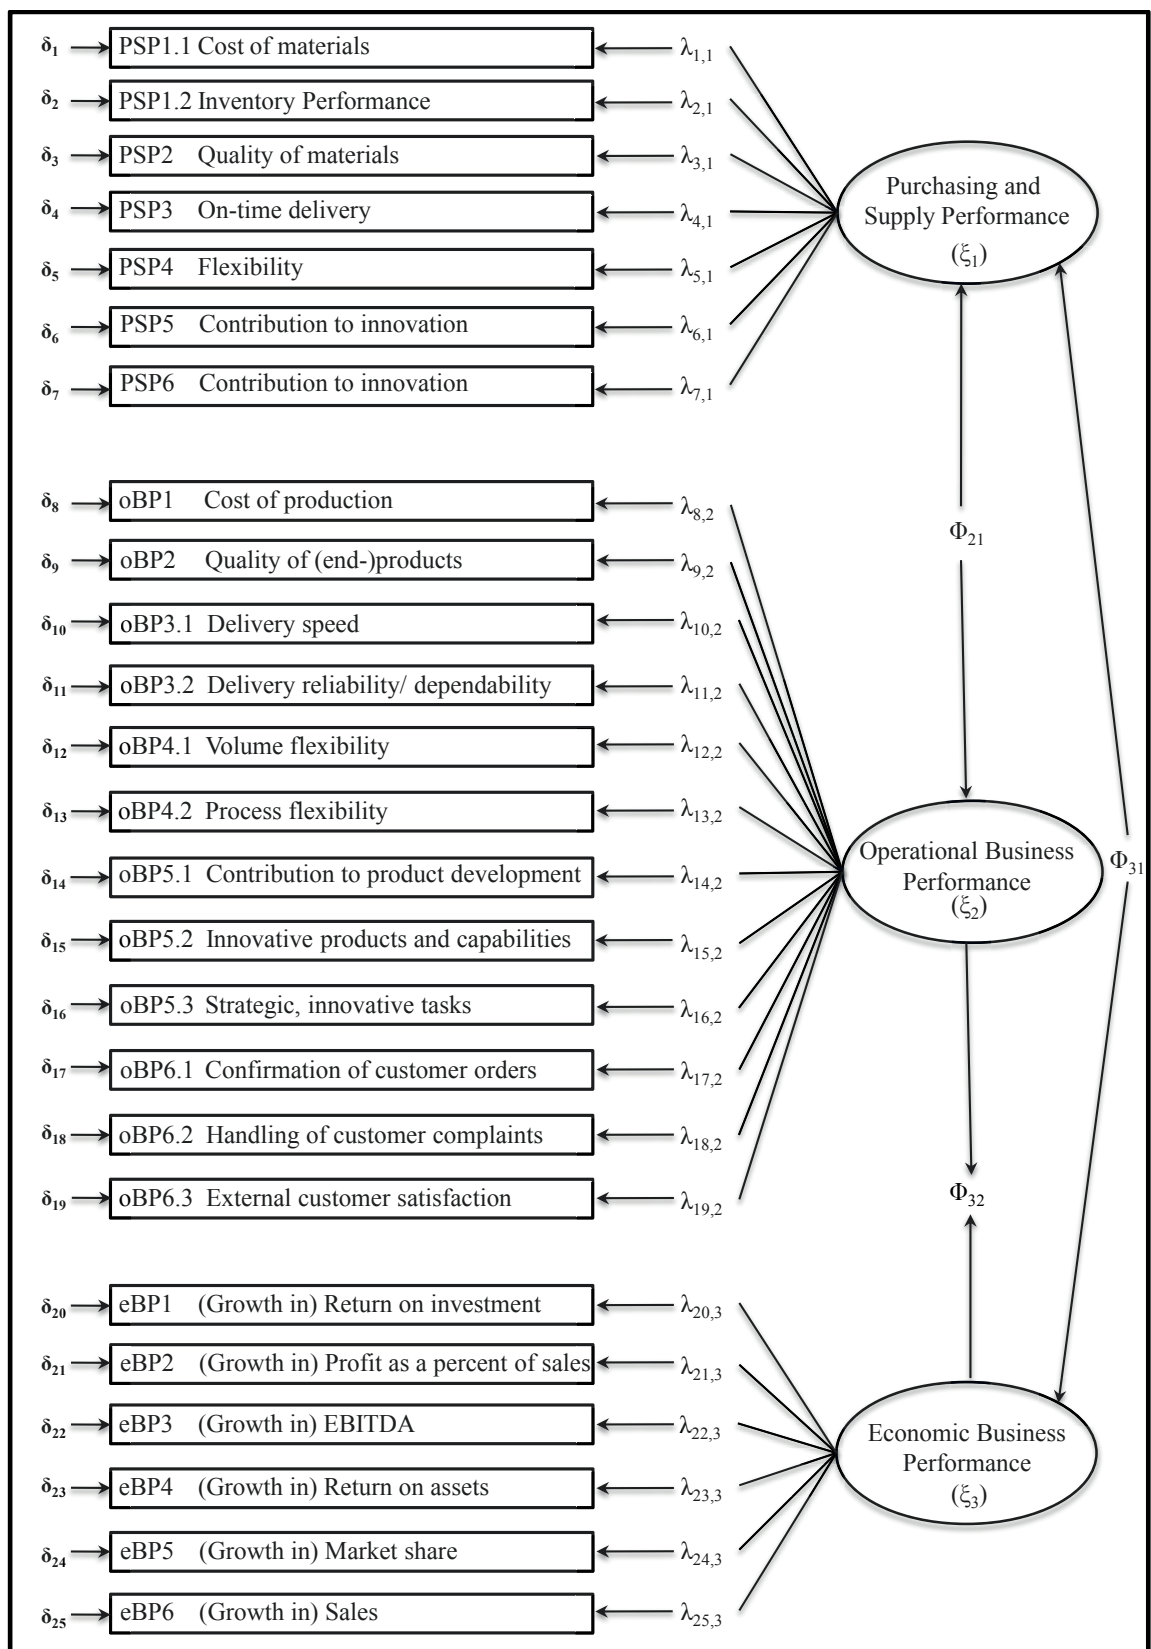 δ1 PSP1.1 Cost of materials λ1,1
δ2 PSP1.2 Inventory Performance λ2,1
δ3 PSP2 Quality of materials λ3,1
δ4 PSP3 On-time delivery λ4,1
δ5 PSP4 Flexibility λ5,1
δ6 PSP5 Contribution to innovation λ6,1
δ7 PSP6 Contribution to innovation λ7,1
Purchasing and
Supply Performance
(ξ1)
Φ21
δ8 oBP1 Cost of production λ8,2
δ9 oBP2 Quality of (end-)products λ9,2
δ10 oBP3.1 Delivery speed λ10,2
δ11 oBP3.2 Delivery reliability/ dependability λ11,2
δ12 oBP4.1 Volume flexibility λ12,2
δ13 oBP4.2 Process flexibility λ13,2
δ14 oBP5.1 Contribution to product development λ14,2
δ15 oBP5.2 Innovative products and capabilities λ15,2
δ16 oBP5.3 Strategic, innovative tasks λ16,2
δ17 oBP6.1 Confirmation of customer orders λ17,2
δ18 oBP6.2 Handling of customer complaints λ18,2
δ19 oBP6.3 External customer satisfaction λ19,2
Operational Business
Performance
(ξ2)
Φ31
Φ32
δ20 eBP1 (Growth in) Return on investment λ20,3
δ21 eBP2 (Growth in) Profit as a percent of sales λ21,3
δ22 eBP3 (Growth in) EBITDA λ22,3
δ23 eBP4 (Growth in) Return on assets λ23,3
δ24 eBP5 (Growth in) Market share λ24,3
δ25 eBP6 (Growth in) Sales λ25,3
Economic Business
Performance
(ξ3)